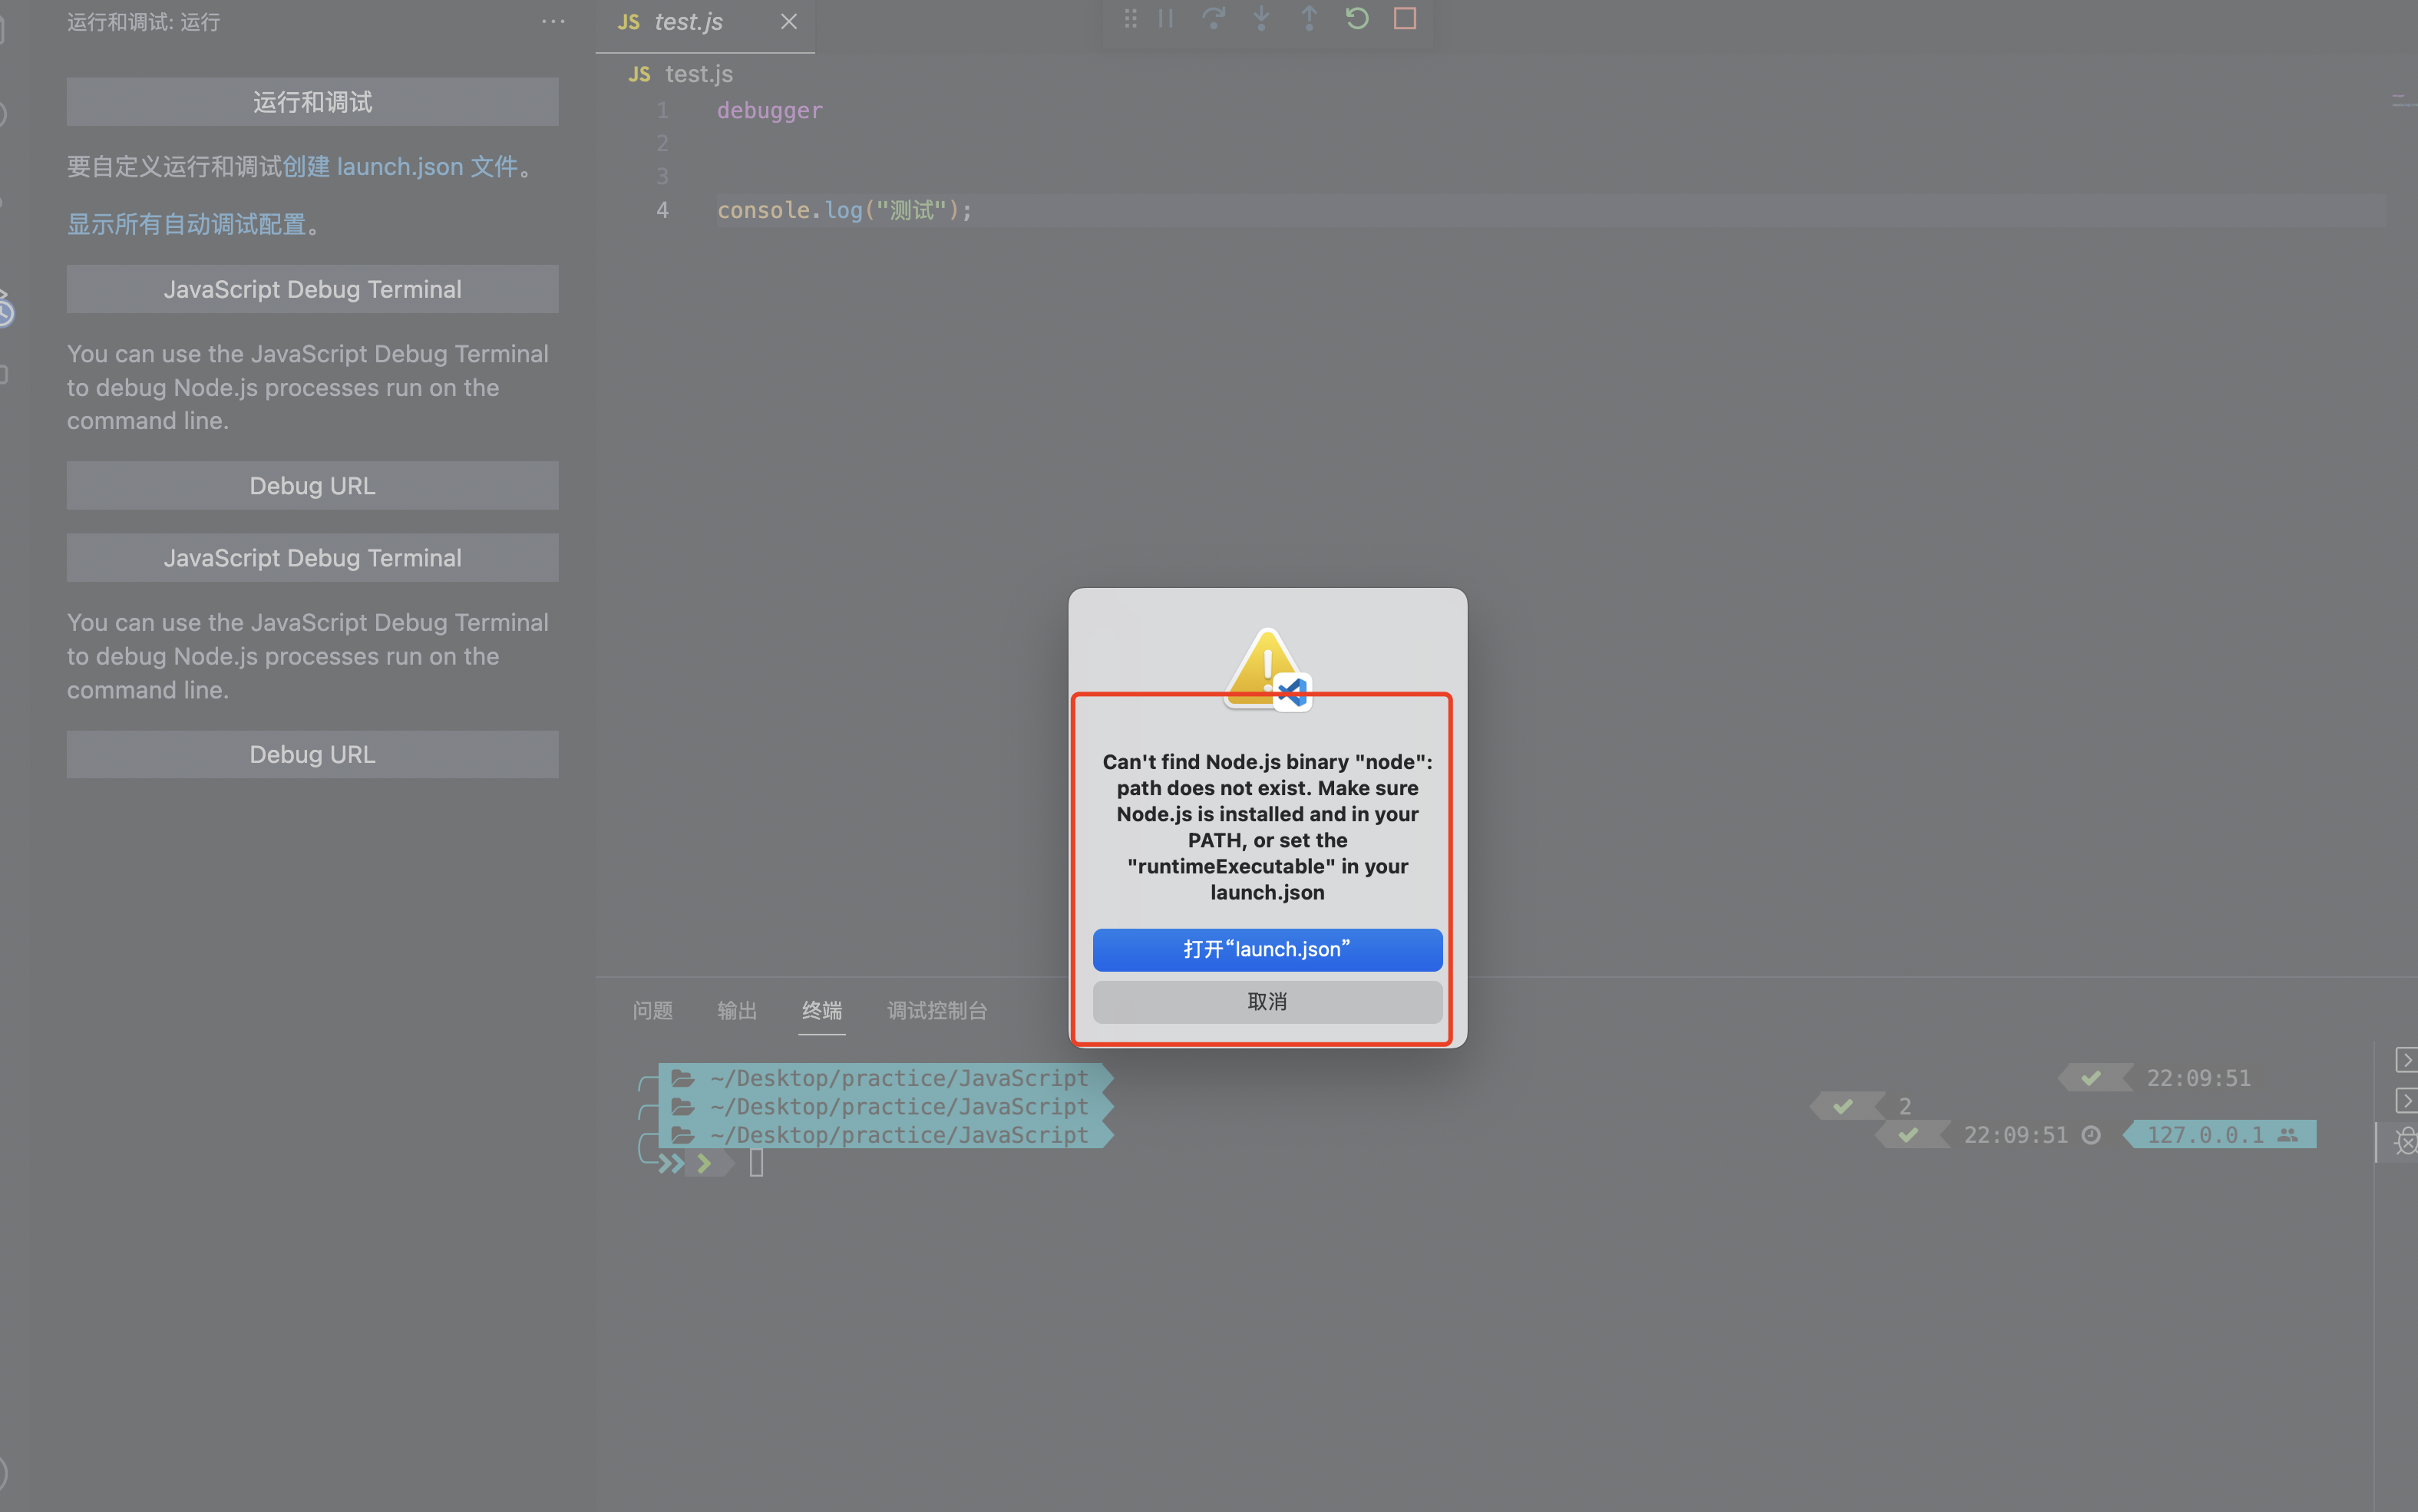 运行和调试: 运行
运行和调试
要自定义运行和调试创建 launch.json 文件。
显示所有自动调试配置。
JavaScript Debug Terminal
You can use the JavaScript Debug Terminal
to debug Node.js processes run on the
command line.
Debug URL
JavaScript Debug Terminal
You can use the JavaScript Debug Terminal
to debug Node.js processes run on the
command line.
Debug URL
JS test.js
JS test.js
1 debugger
2
3
4 console.log("测试");
Can't find Node.js binary "node":
path does not exist. Make sure
Node.js is installed and in your
PATH, or set the
"runtimeExecutable" in your
launch.json
打开“launch.json”
取消
问题 输出 终端 调试控制台
~/Desktop/practice/JavaScript 22:09:51
~/Desktop/practice/JavaScript 2
~/Desktop/practice/JavaScript 22:09:51 127.0.0.1